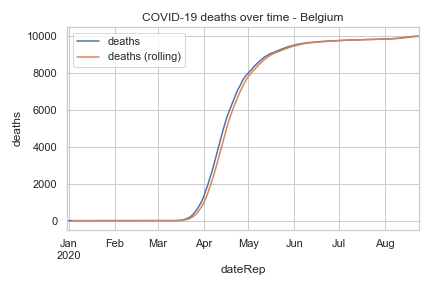 COVID-19 deaths over time - Belgium
deaths
deaths (rolling)
10000
8000
6000
4000
2000
0
deaths
Jan Feb Mar Apr May Jun Jul Aug
2020
dateRep